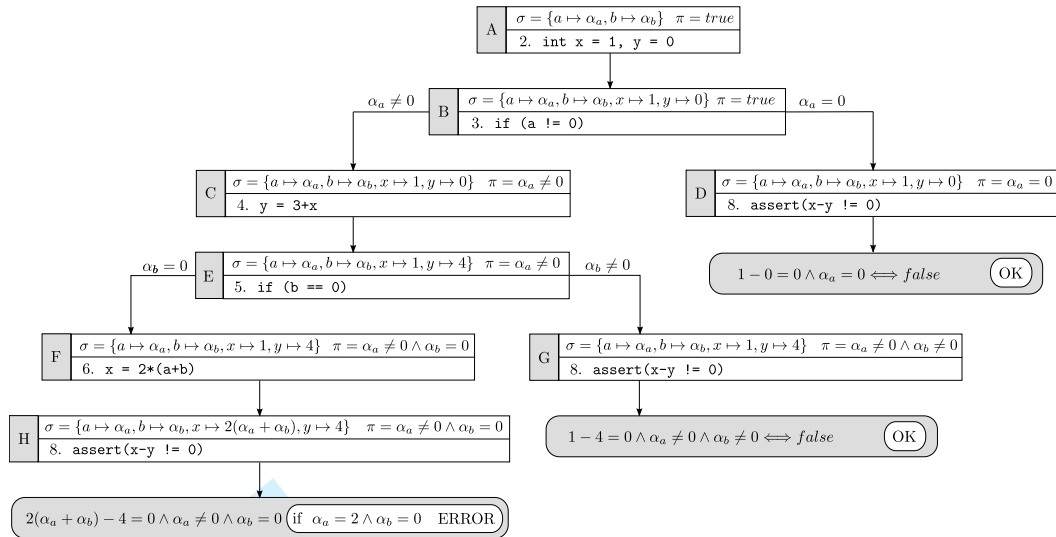 A
σ = {a ↦ α_a, b ↦ α_b} π = true
2. int x = 1, y = 0
α_a ≠ 0
B
σ = {a ↦ α_a, b ↦ α_b, x ↦ 1, y ↦ 0} π = true
3. if (a != 0)
α_a = 0
C
σ = {a ↦ α_a, b ↦ α_b, x ↦ 1, y ↦ 0} π = α_a ≠ 0
4. y = 3+x
D
σ = {a ↦ α_a, b ↦ α_b, x ↦ 1, y ↦ 0} π = α_a = 0
8. assert(x-y != 0)
α_b = 0
E
σ = {a ↦ α_a, b ↦ α_b, x ↦ 1, y ↦ 4} π = α_a ≠ 0
5. if (b == 0)
α_b ≠ 0
1 − 0 = 0 ∧ α_a = 0 ⟺ false OK
F
σ = {a ↦ α_a, b ↦ α_b, x ↦ 1, y ↦ 4} π = α_a ≠ 0 ∧ α_b = 0
6. x = 2*(a+b)
G
σ = {a ↦ α_a, b ↦ α_b, x ↦ 1, y ↦ 4} π = α_a ≠ 0 ∧ α_b ≠ 0
8. assert(x-y != 0)
H
σ = {a ↦ α_a, b ↦ α_b, x ↦ 2(α_a + α_b), y ↦ 4} π = α_a ≠ 0 ∧ α_b = 0
8. assert(x-y != 0)
1 − 4 = 0 ∧ α_a ≠ 0 ∧ α_b ≠ 0 ⟺ false OK
2(α_a + α_b) − 4 = 0 ∧ α_a ≠ 0 ∧ α_b = 0 if α_a = 2 ∧ α_b = 0 ERROR